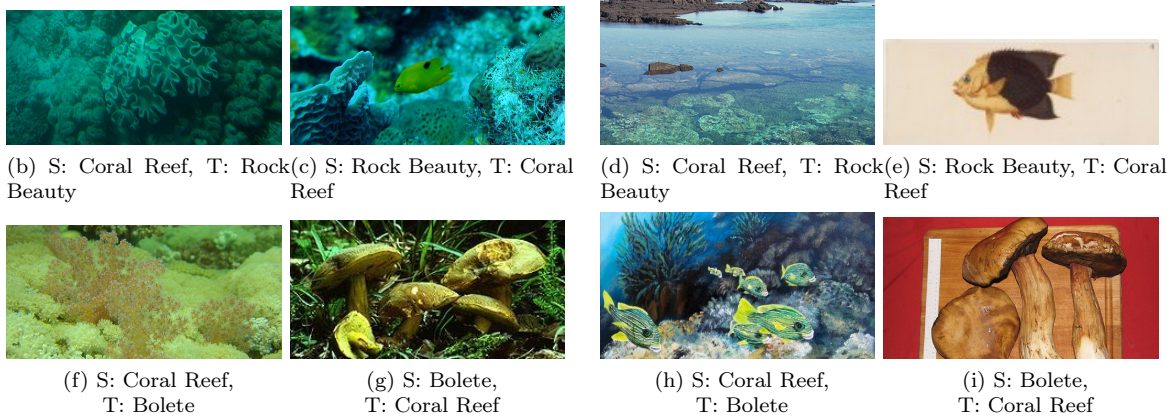 (b) S: Coral Reef, T: Rock Beauty
(c) S: Rock Beauty, T: Coral Reef
(d) S: Coral Reef, T: Rock Beauty
(e) S: Rock Beauty, T: Coral Reef
(f) S: Coral Reef,
T: Bolete
(g) S: Bolete,
T: Coral Reef
(h) S: Coral Reef,
T: Bolete
(i) S: Bolete,
T: Coral Reef